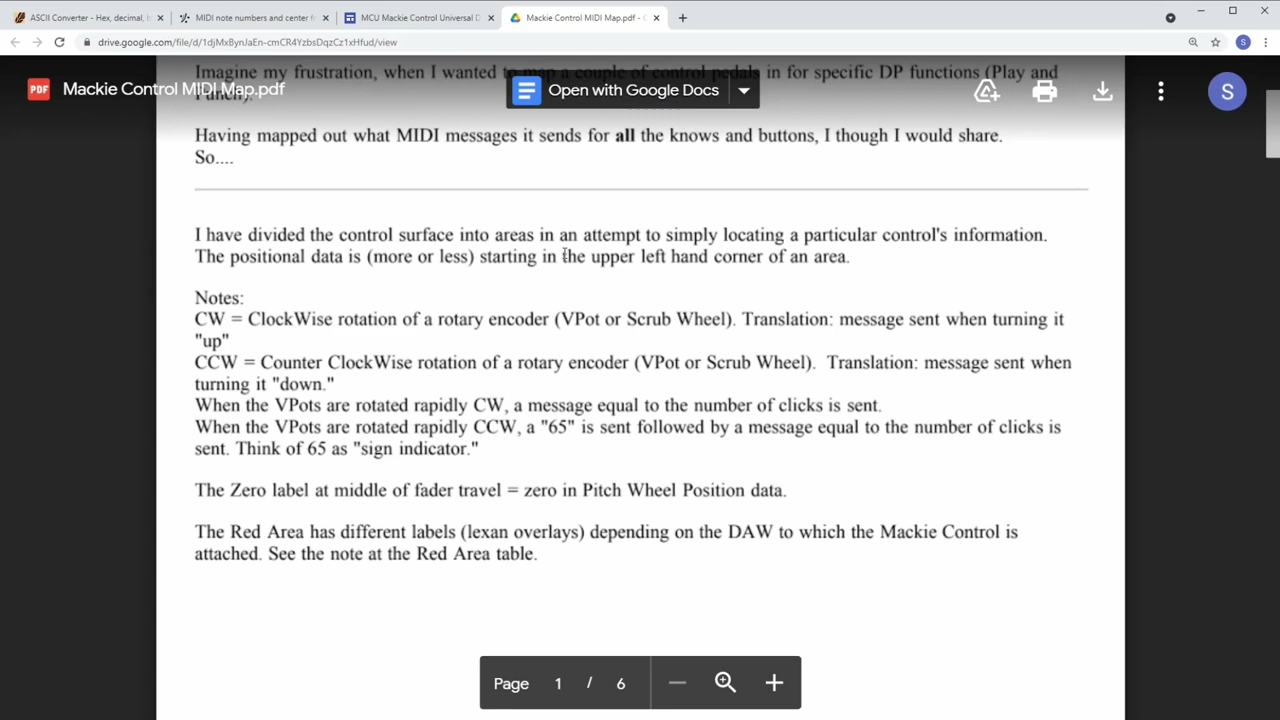 ASCII Converter - Hex, decimal, b
MIDI note numbers and center f
MCU Mackie Control Universal D
Mackie Control MIDI Map.pdf - G
drive.google.com/file/d/1djMxBynJaEn-cmCR4YzbsDqzCz1xHfud/view
S
Imagine my frustration, when I wanted to map a couple of control pedals in for specific DP functions (Play and
Punch).
PDF
Mackie Control MIDI Map.pdf
Open with Google Docs
S
Having mapped out what MIDI messages it sends for all the knows and buttons, I though I would share.
So....
I have divided the control surface into areas in an attempt to simply locating a particular control's information.
The positional data is (more or less) starting in the upper left hand corner of an area.
Notes:
CW = ClockWise rotation of a rotary encoder (VPot or Scrub Wheel). Translation: message sent when turning it
"up"
CCW = Counter ClockWise rotation of a rotary encoder (VPot or Scrub Wheel). Translation: message sent when
turning it "down."
When the VPots are rotated rapidly CW, a message equal to the number of clicks is sent.
When the VPots are rotated rapidly CCW, a "65" is sent followed by a message equal to the number of clicks is
sent. Think of 65 as "sign indicator."
The Zero label at middle of fader travel = zero in Pitch Wheel Position data.
The Red Area has different labels (lexan overlays) depending on the DAW to which the Mackie Control is
attached. See the note at the Red Area table.
Page 1 / 6